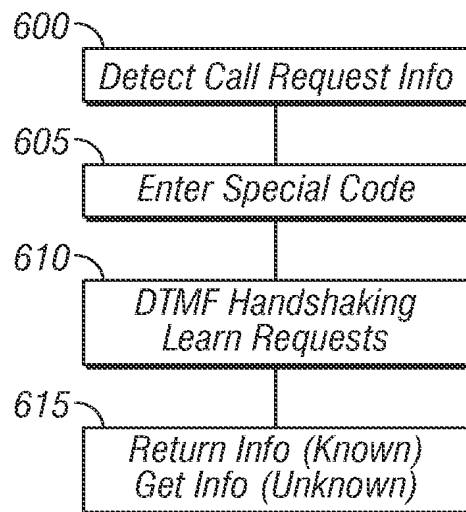 600
Detect Call Request Info
605
Enter Special Code
610
DTMF Handshaking
Learn Requests
615
Return Info (Known)
Get Info (Unknown)